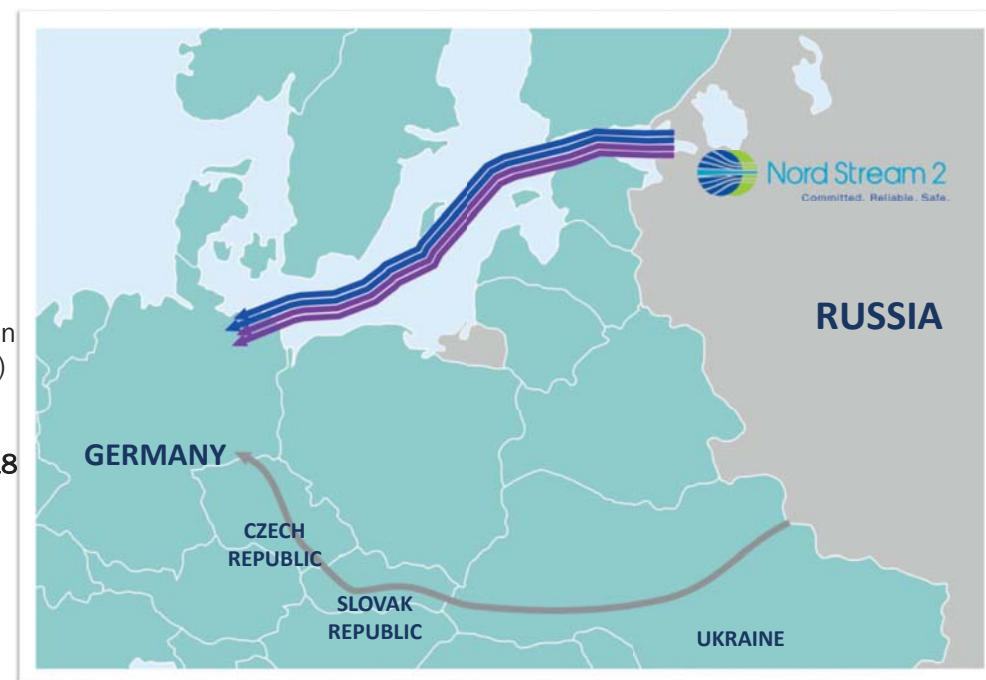 Nord Stream 2
Committed. Reliable. Safe.
RUSSIA
n
)
GERMANY
8
CZECH
REPUBLIC
SLOVAK
REPUBLIC
UKRAINE